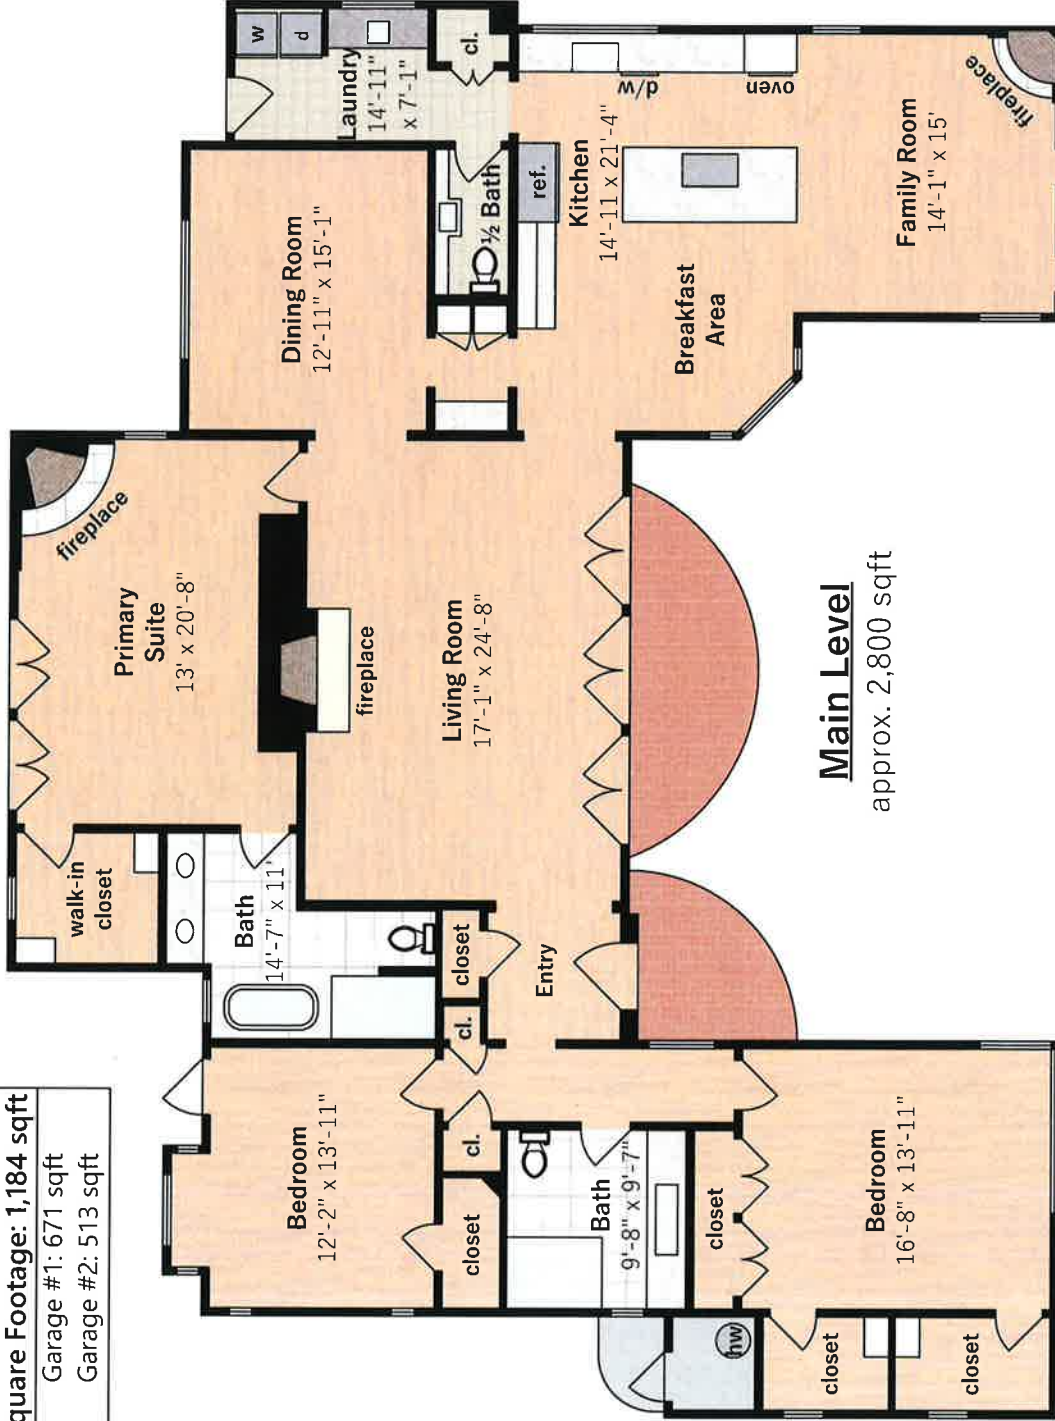 quare Footage: 1,184 sqft
Garage #1: 671 sqft
Garage #2: 513 sqft
walk-in
closet
Bath
14'-7" x 11'
Primary
Suite
13' x 20'-8"
fireplace
Dining Room
12'-11" x 15'-1"
Laundry
14'-11"
x 7'-1"
w
d
cl.
½ Bath
ref.
Kitchen
14'-11 x 21'-4"
d/w
oven
Breakfast
Area
Family Room
14'-1" x 15'
fireplace
fireplace
Living Room
17'-1" x 24'-8"
closet
Entry
cl.
cl.
Bedroom
12'-2" x 13'-11"
closet
Bath
9'-8" x 9'-7"
closet
Bedroom
16'-8" x 13'-11"
hw
closet
closet
Main Level
approx. 2,800 sqft